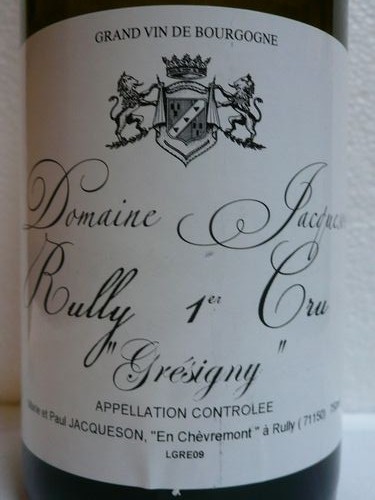 GRAND VIN DE BOURGOGNE
Domaine Jacques
Rully 1er Cru
"Grésigny"
APPELLATION CONTROLEE
Marie et Paul JACQUESON, "En Chèvremont" à Rully ( 71150)
LGRE09